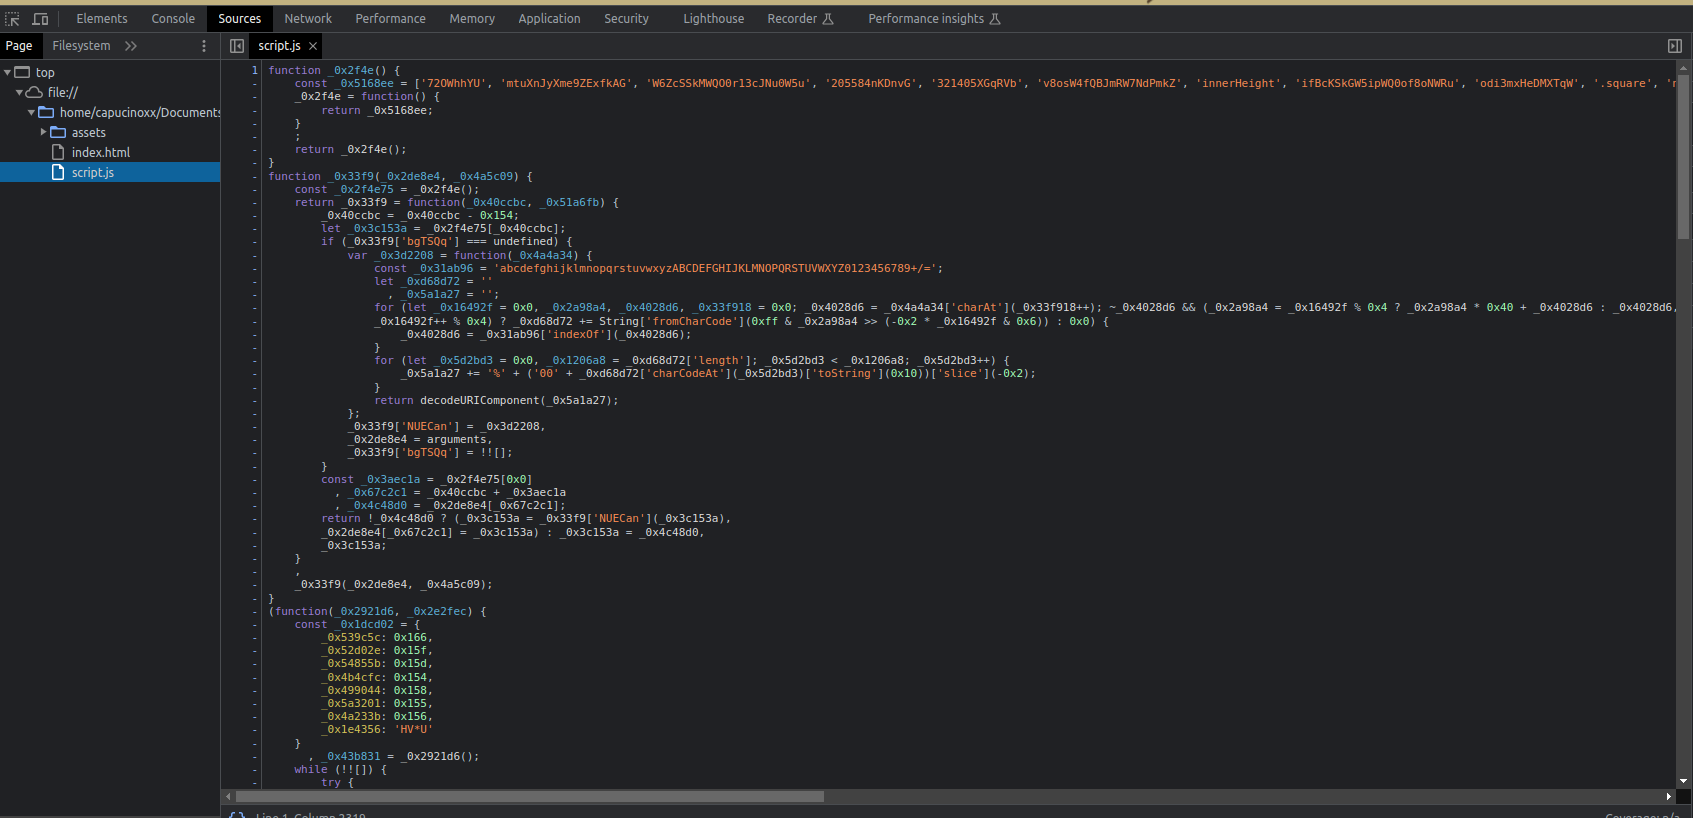 Elements Console Sources Network Performance Memory Application Security Lighthouse Recorder Performance insights
Page Filesystem script.js ×
top
file://
home/capucinoxx/Documents
assets
index.html
script.js
1 function _0x2f4e() {
- const _0x5168ee = ['72OWhhYU', 'mtuXnJyXme9ZExfkAG', 'W6ZcSSkMWQO0r13cJNu0W5u', '205584nKDnvG', '321405XGqRVb', 'v8osW4fQBJmRW7NdPmkZ', 'innerHeight', 'ifBcKSkGW5ipWQ0of8oNWRu', 'odi3mxHeDMXTqW', '.square',
- _0x2f4e = function() {
- return _0x5168ee;
- }
- ;
- return _0x2f4e();
- }
- function _0x33f9(_0x2de8e4, _0x4a5c09) {
- const _0x2f4e75 = _0x2f4e();
- return _0x33f9 = function(_0x40ccbc, _0x51a6fb) {
- _0x40ccbc = _0x40ccbc - 0x154;
- let _0x3c153a = _0x2f4e75[_0x40ccbc];
- if (_0x33f9['bgTSQq'] === undefined) {
- var _0x3d2208 = function(_0x4a4a34) {
- const _0x31ab96 = 'abcdefghijklmnopqrstuvwxyzABCDEFGHIJKLMNOPQRSTUVWXYZ0123456789+/=';
- let _0xd68d72 = ''
- , _0x5a1a27 = '';
- for (let _0x16492f = 0x0, _0x2a98a4, _0x4028d6, _0x33f918 = 0x0; _0x4028d6 = _0x4a4a34['charAt'](_0x33f918++); ~_0x4028d6 && (_0x2a98a4 = _0x16492f % 0x4 ? _0x2a98a4 * 0x40 + _0x4028d6 : _0x4028d6,
- _0x16492f++ % 0x4) ? _0xd68d72 += String['fromCharCode'](0xff & _0x2a98a4 >> (-0x2 * _0x16492f & 0x6)) : 0x0) {
- _0x4028d6 = _0x31ab96['indexOf'](_0x4028d6);
- }
- for (let _0x5d2bd3 = 0x0, _0x1206a8 = _0xd68d72['length']; _0x5d2bd3 < _0x1206a8; _0x5d2bd3++) {
- _0x5a1a27 += '%' + ('00' + _0xd68d72['charCodeAt'](_0x5d2bd3)['toString'](0x10))['slice'](-0x2);
- }
- return decodeURIComponent(_0x5a1a27);
- };
- _0x33f9['NUECan'] = _0x3d2208,
- _0x2de8e4 = arguments,
- _0x33f9['bgTSQq'] = !![];
- }
- const _0x3aec1a = _0x2f4e75[0x0]
- , _0x67c2c1 = _0x40ccbc + _0x3aec1a
- , _0x4c48d0 = _0x2de8e4[_0x67c2c1];
- return !_0x4c48d0 ? (_0x3c153a = _0x33f9['NUECan'](_0x3c153a),
- _0x2de8e4[_0x67c2c1] = _0x3c153a) : _0x3c153a = _0x4c48d0,
- _0x3c153a;
- }
- ,
- _0x33f9(_0x2de8e4, _0x4a5c09);
- }
- (function(_0x2921d6, _0x2e2fec) {
- const _0x1dcd02 = {
- _0x539c5c: 0x166,
- _0x52d02e: 0x15f,
- _0x54855b: 0x15d,
- _0x4b4cfc: 0x154,
- _0x499044: 0x158,
- _0x5a3201: 0x155,
- _0x4a233b: 0x156,
- _0x1e4356: 'HV*U'
- }
- , _0x43b831 = _0x2921d6();
- while (!![]) {
- try {
{} Line 1, Column 2319 Coverage: n/a